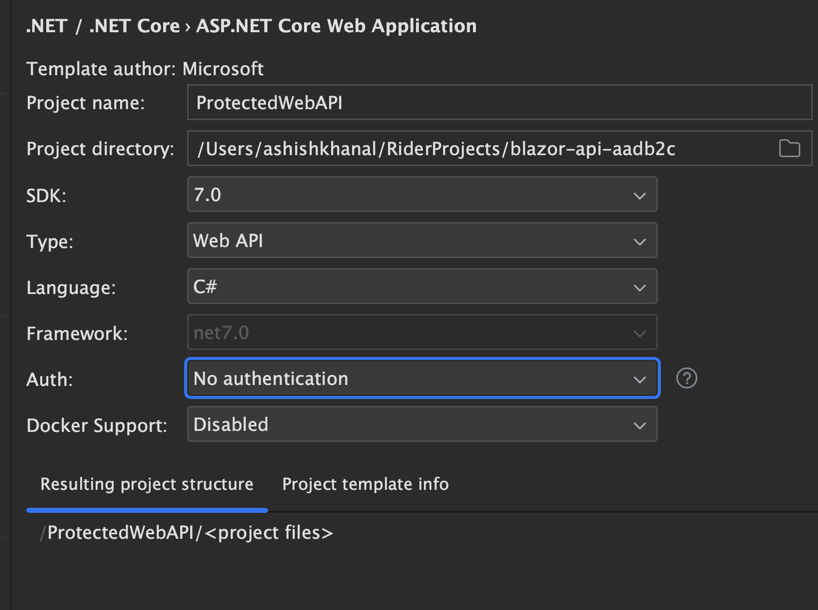 .NET / .NET Core › ASP.NET Core Web Application
Template author: Microsoft
Project name: ProtectedWebAPI
Project directory: /Users/ashishkhanal/RiderProjects/blazor-api-aadb2c
SDK: 7.0
Type: Web API
Language: C#
Framework: net7.0
Auth: No authentication ?
Docker Support: Disabled
Resulting project structure Project template info
/ProtectedWebAPI/<project files>